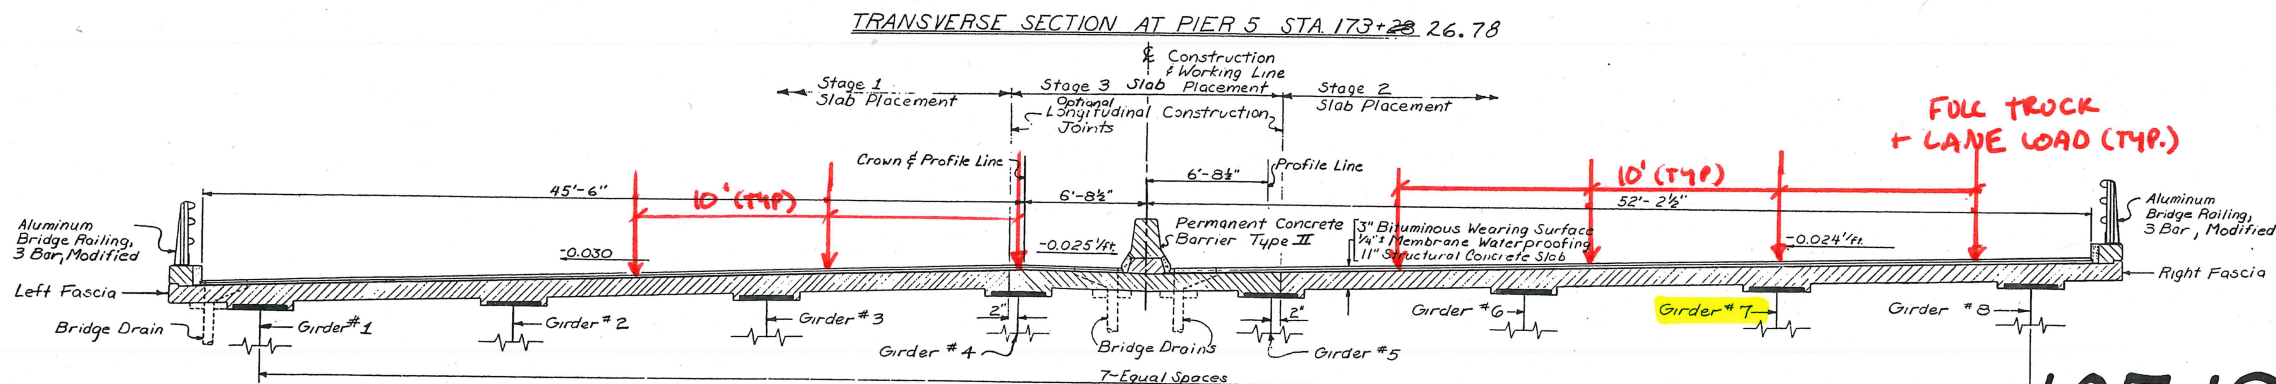 TRANSVERSE SECTION AT PIER 5 STA. 173+28 26.78
℄ Construction
& Working Line
Stage 1
Slab Placement
Stage 3 Slab Placement
Stage 2
Slab Placement
Optional
Longitudinal Construction
Joints
FULL TRUCK
+ LANE LOAD (TYP.)
Crown & Profile Line
Profile Line
6'-8½"
45'-6"
10' (TYP)
6'-8½"
10' (TYP)
52'-2½"
Aluminum
Bridge Railing,
3 Bar, Modified
Permanent Concrete
Barrier Type II
3" Bituminous Wearing Surface
¼"± Membrane Waterproofing
11" Structural Concrete Slab
Aluminum
Bridge Railing,
3 Bar, Modified
-0.030
-0.025'/ft.
-0.024'/ft.
Left Fascia
Right Fascia
Bridge Drain
Girder #1
Girder #2
Girder #3
2"
Girder #4
Bridge Drains
2"
Girder #5
Girder #6
Girder #7
Girder #8
7-Equal Spaces